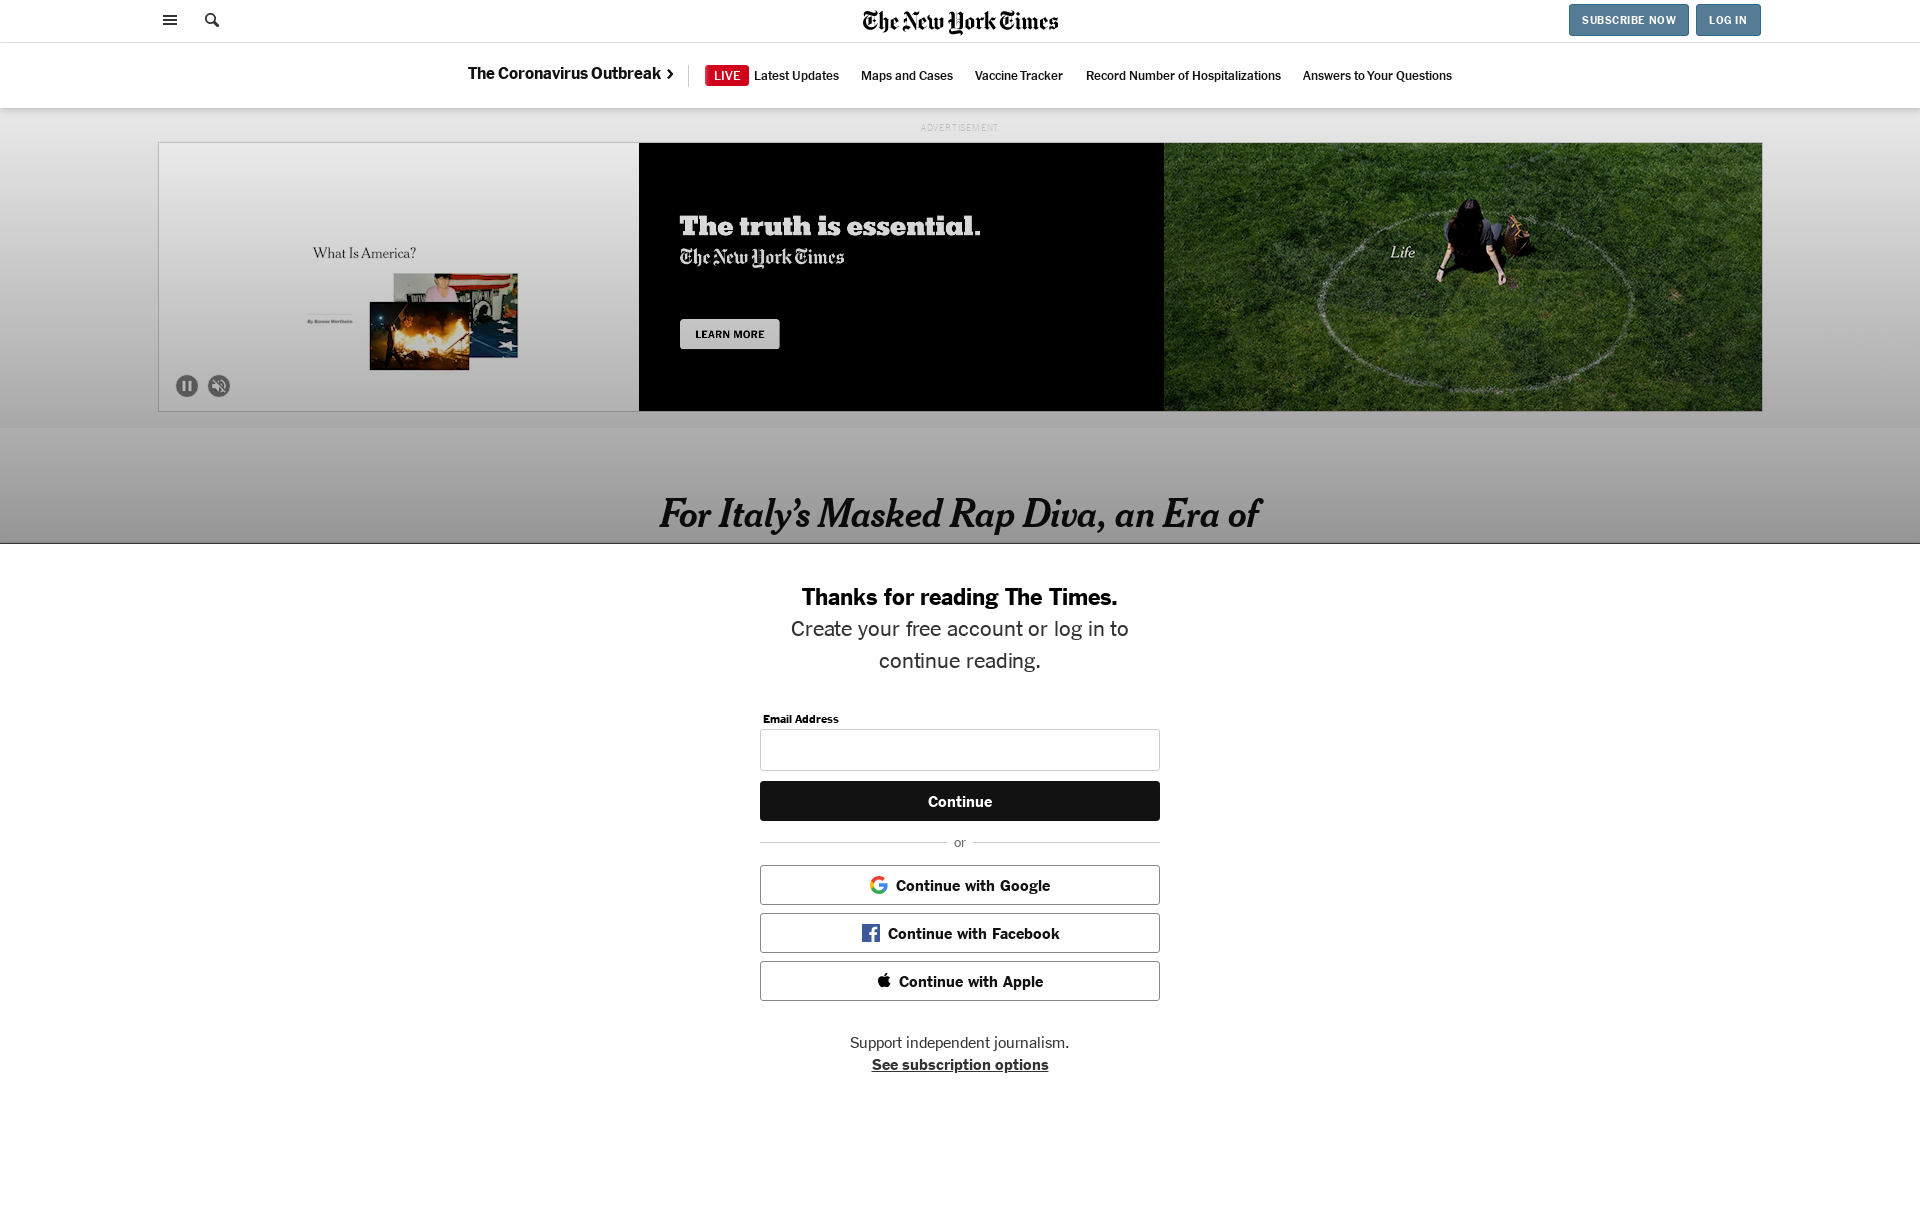 The New York Times
SUBSCRIBE NOW
LOG IN
The Coronavirus Outbreak
LIVE Latest Updates
Maps and Cases
Vaccine Tracker
Record Number of Hospitalizations
Answers to Your Questions
ADVERTISEMENT
What Is America?
By Bonnie Wertheim
The truth is essential.
The New York Times
LEARN MORE
Life
For Italy’s Masked Rap Diva, an Era of
Thanks for reading The Times.
Create your free account or log in to
continue reading.
Email Address
Continue
or
Continue with Google
Continue with Facebook
Continue with Apple
Support independent journalism.
See subscription options